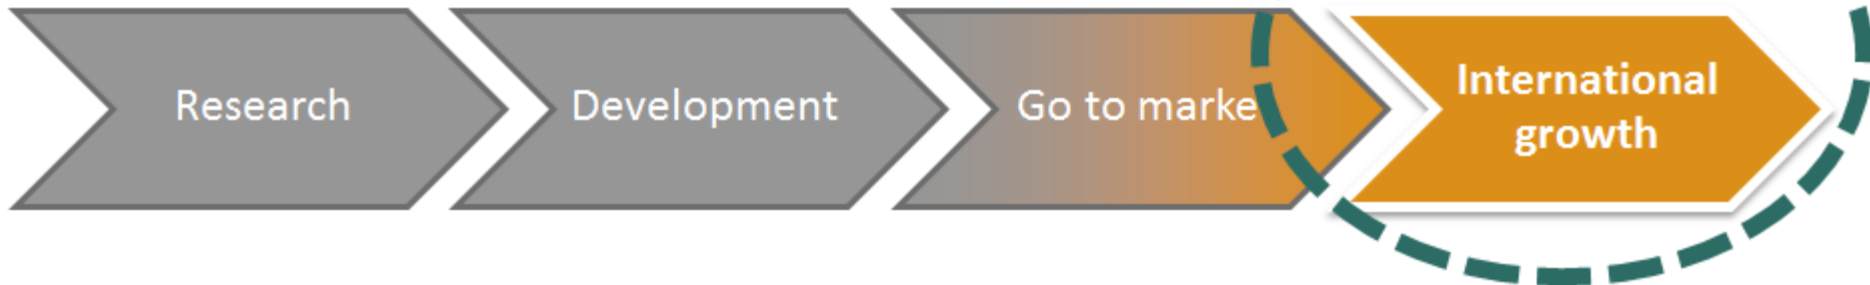 Research
Development
Go to marke
International
growth